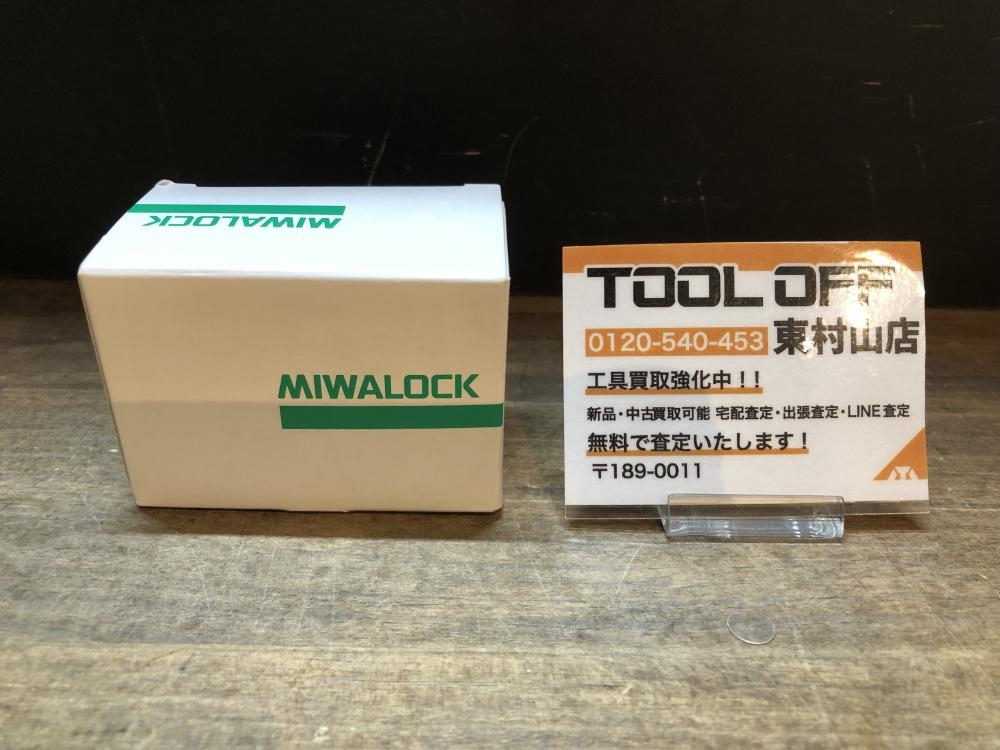 MIWALOCK
MIWALOCK
TOOL OFF
0120-540-453 東村山店
工具買取強化中!!
新品・中古買取可能 宅配査定・出張査定・LINE査定
無料で査定いたします!
〒189-0011